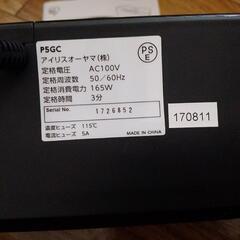 P5GC
PS
E
アイリスオーヤマ(株)
定格電圧 AC100V
定格周波数 50/60Hz
定格消費電力 165W
定格時間 3分
Serial No.
1726852
温度ヒューズ 115℃
電流ヒューズ 5A
MADE IN CHINA
170811